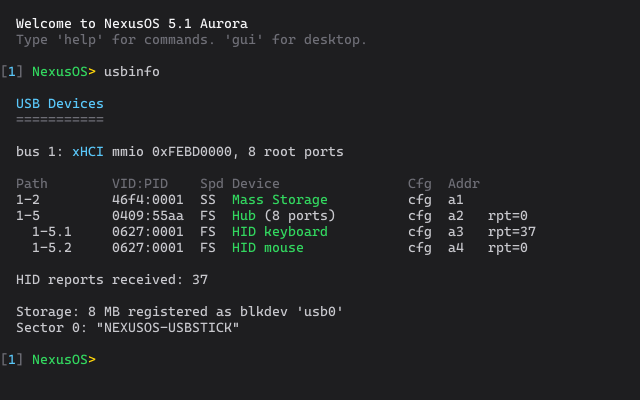 Welcome to NexusOS 5.1 Aurora
Type 'help' for commands. 'gui' for desktop.
[1] NexusOS> usbinfo
USB Devices
===========
bus 1: xHCI mmio 0xFEBD0000, 8 root ports
Path        VID:PID    Spd Device                Cfg  Addr
1-2         46f4:0001  SS  Mass Storage          cfg  a1
1-5         0409:55aa  FS  Hub (8 ports)         cfg  a2   rpt=0
  1-5.1     0627:0001  FS  HID keyboard          cfg  a3   rpt=37
  1-5.2     0627:0001  FS  HID mouse             cfg  a4   rpt=0
HID reports received: 37
Storage: 8 MB registered as blkdev 'usb0'
Sector 0: "NEXUSOS-USBSTICK"
[1] NexusOS>